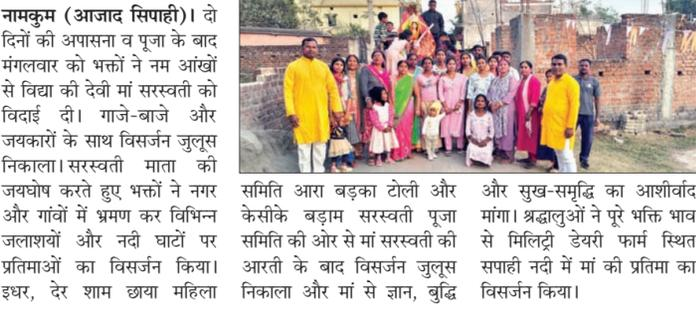 नामकुम (आजाद सिपाही)। दो
दिनों की अपासना व पूजा के बाद
मंगलवार को भक्तों ने नम आंखों
से विद्या की देवी मां सरस्वती को
विदाई दी। गाजे-बाजे और
जयकारों के साथ विसर्जन जुलूस
निकाला। सरस्वती माता की
जयघोष करते हुए भक्तों ने नगर
और गांवों में भ्रमण कर विभिन्न
जलाशयों और नदी घाटों पर
प्रतिमाओं का विसर्जन किया।
इधर, देर शाम छाया महिला
समिति आरा बड़का टोली और
केसीके बड़ाम सरस्वती पूजा
समिति की ओर से मां सरस्वती की
आरती के बाद विसर्जन जुलूस
निकाला और मां से ज्ञान, बुद्धि
और सुख-समृद्धि का आशीर्वाद
मांगा। श्रद्धालुओं ने पूरे भक्ति भाव
से मिलिट्री डेयरी फार्म स्थित
सपाही नदी में मां की प्रतिमा का
विसर्जन किया।